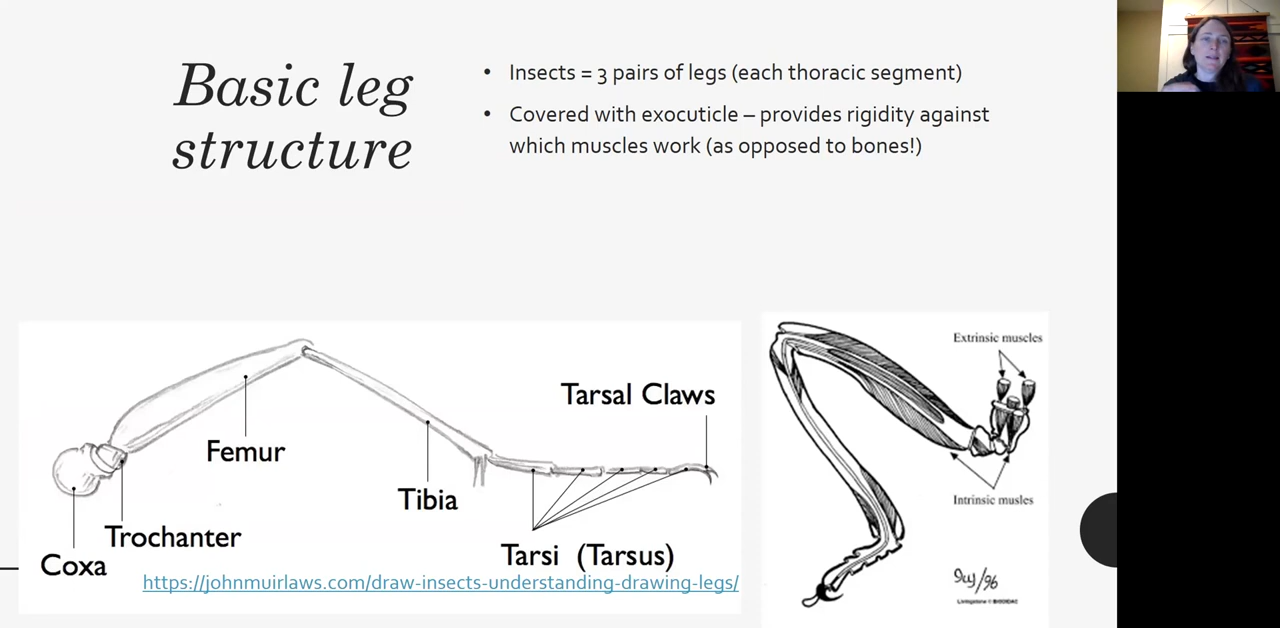 Basic leg
structure
• Insects = 3 pairs of legs (each thoracic segment)
• Covered with exocuticle – provides rigidity against
which muscles work (as opposed to bones!)
Tarsal Claws
Femur
Tibia
Trochanter
Coxa
Tarsi (Tarsus)
https://johnmuirlaws.com/draw-insects-understanding-drawing-legs/
Extrinsic muscles
Intrinsic musles
Livingstone © BIODIDAC